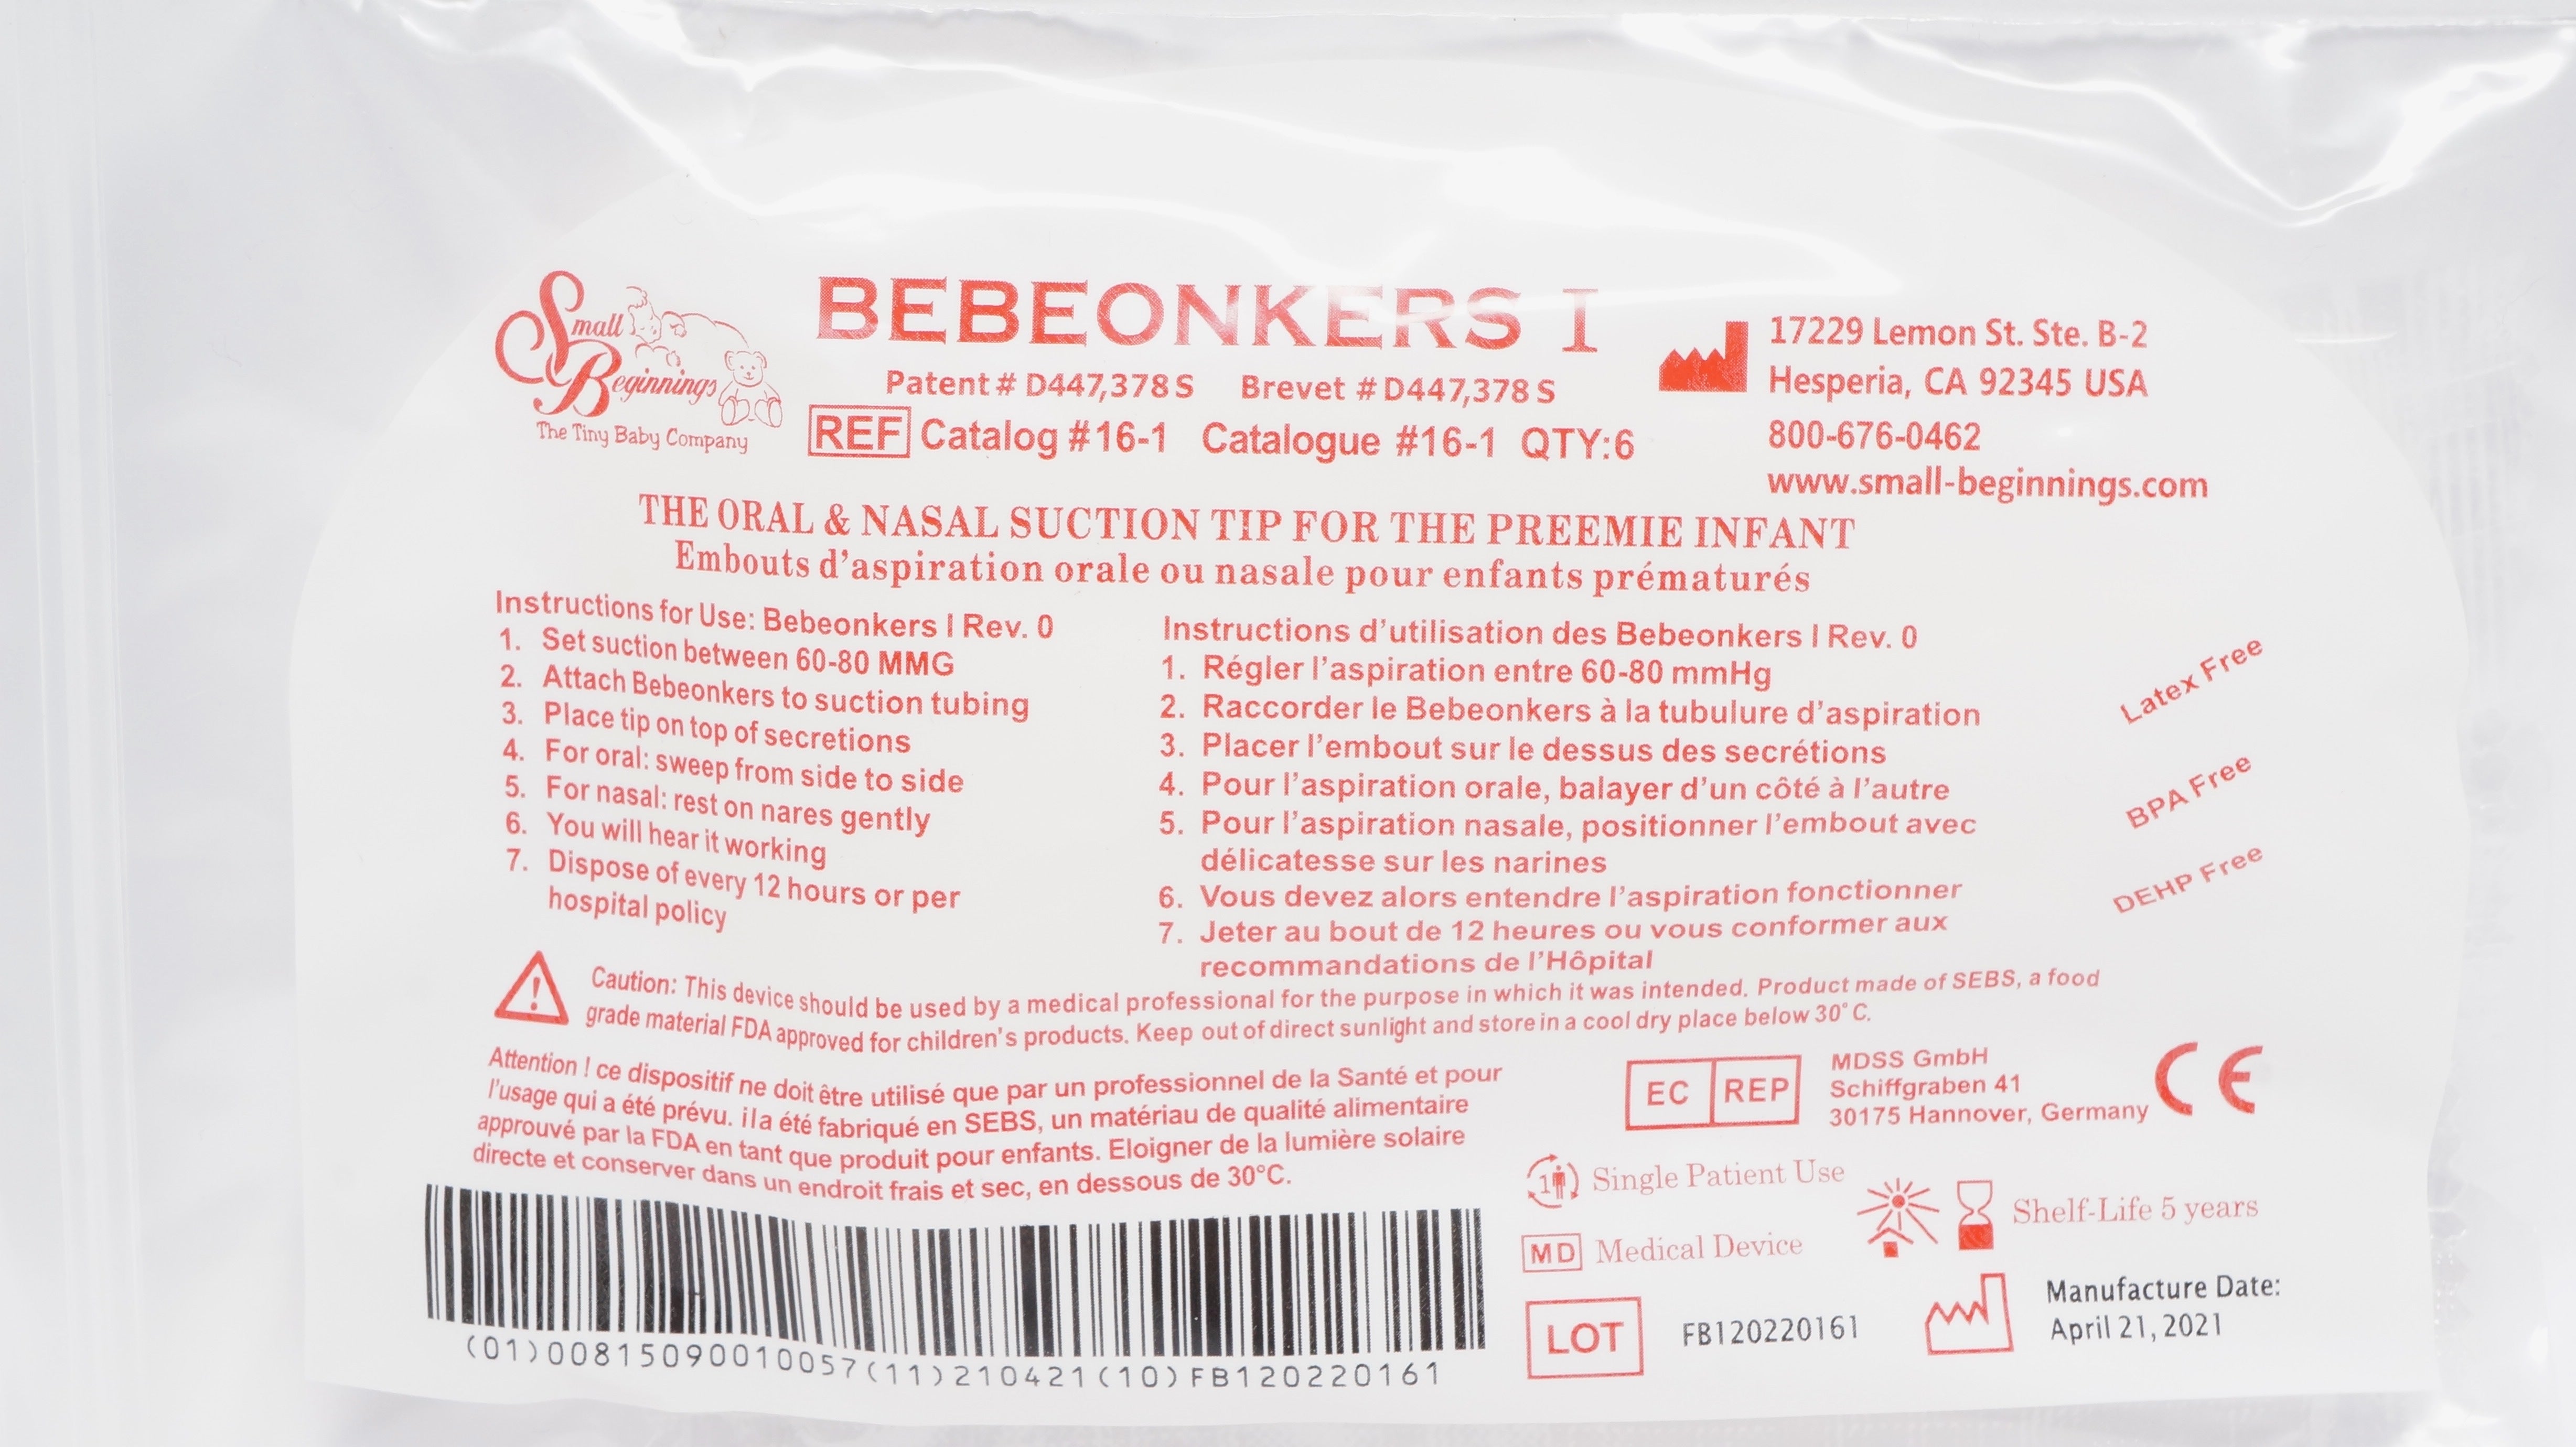 Small
Beginnings
The Tiny Baby Company
BEBEONKERS I
Patent # D447,378 S Brevet # D447,378 S
REF Catalog #16-1 Catalogue #16-1 QTY:6
17229 Lemon St. Ste. B-2
Hesperia, CA 92345 USA
800-676-0462
www.small-beginnings.com
THE ORAL & NASAL SUCTION TIP FOR THE PREEMIE INFANT
Embouts d'aspiration orale ou nasale pour enfants prématurés
Instructions for Use: Bebeonkers I Rev. 0
1. Set suction between 60-80 MMG
2. Attach Bebeonkers to suction tubing
3. Place tip on top of secretions
4. For oral: sweep from side to side
5. For nasal: rest on nares gently
6. You will hear it working
7. Dispose of every 12 hours or per
hospital policy
Instructions d'utilisation des Bebeonkers I Rev. 0
1. Régler l'aspiration entre 60-80 mmHg
2. Raccorder le Bebeonkers à la tubulure d'aspiration
3. Placer l'embout sur le dessus des secrétions
4. Pour l'aspiration orale, balayer d'un côté à l'autre
5. Pour l'aspiration nasale, positionner l'embout avec
délicatesse sur les narines
6. Vous devez alors entendre l'aspiration fonctionner
7. Jeter au bout de 12 heures ou vous conformer aux
recommandations de l'Hôpital
Latex Free
BPA Free
DEHP Free
Caution: This device should be used by a medical professional for the purpose in which it was intended. Product made of SEBS, a food
grade material FDA approved for children's products. Keep out of direct sunlight and store in a cool dry place below 30°C.
Attention ! ce dispositif ne doit être utilisé que par un professionnel de la Santé et pour
l'usage qui a été prévu. il a été fabriqué en SEBS, un matériau de qualité alimentaire
approuvé par la FDA en tant que produit pour enfants. Eloigner de la lumière solaire
directe et conserver dans un endroit frais et sec, en dessous de 30°C.
EC REP
MDSS GmbH
Schiffgraben 41
30175 Hannover, Germany
CE
1 Single Patient Use
MD Medical Device
Shelf-Life 5 years
LOT FB120220161
Manufacture Date:
April 21, 2021
(01)00815090010057(11)210421(10)FB120220161